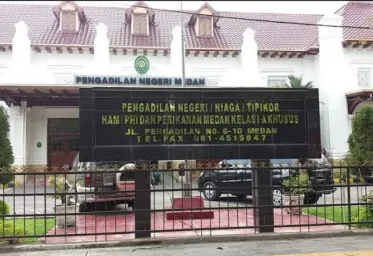 PENGADILAN NEGERI MEDAN
PENGADILAN NEGERI / NIAGA / TIPIKOR
HAM / PHI DAN PERIKANAN MEDAN KELAS I-A KHUSUS
JL. PENGADILAN NO. 8-10 MEDAN
TEL. FAX. 061-4515847